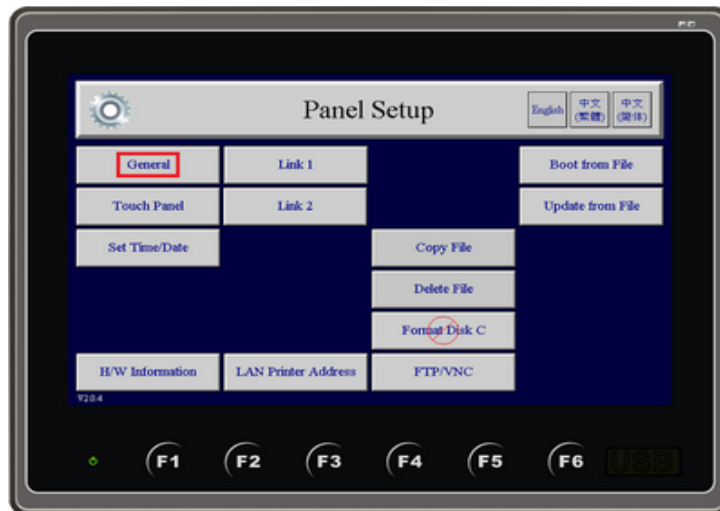 Panel Setup
English
中文
(繁體)
中文
(简体)
General
Link 1
Boot from File
Touch Panel
Link 2
Update from File
Set Time/Date
Copy File
Delete File
Format Disk C
H/W Information
LAN Printer Address
FTP/VNC
V2.0.4
F1
F2
F3
F4
F5
F6
USB